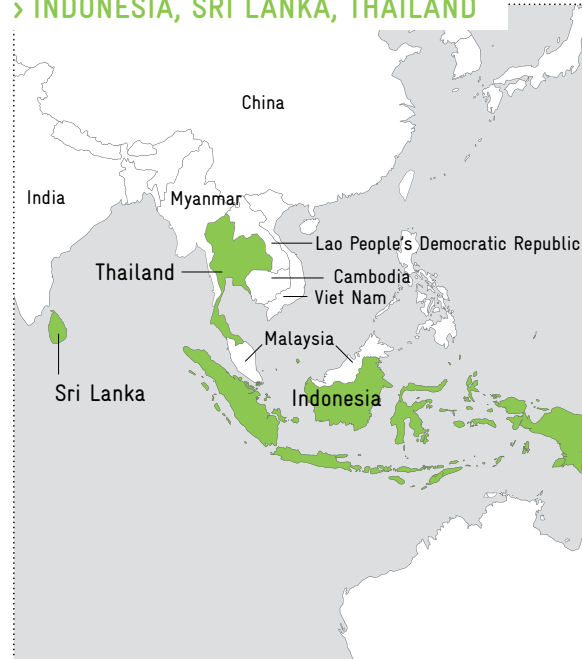 › INDONESIA, SRI LANKA, THAILAND
China
India
Myanmar
Lao People's Democratic Republic
Thailand
Cambodia
Viet Nam
Malaysia
Sri Lanka
Indonesia